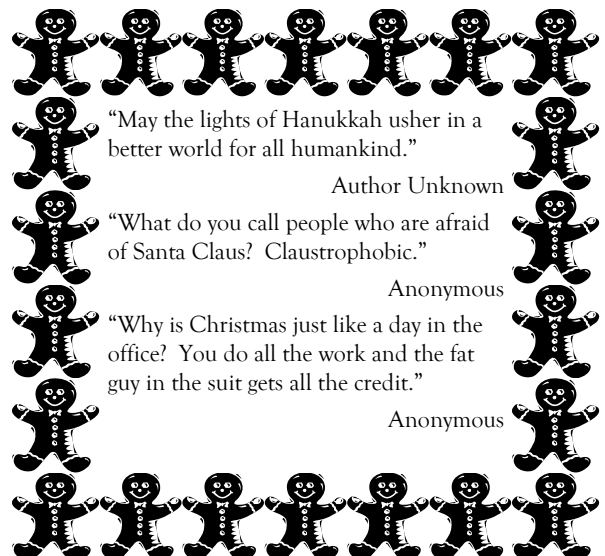 “May the lights of Hanukkah usher in a
better world for all humankind.”
Author Unknown
“What do you call people who are afraid
of Santa Claus?  Claustrophobic.”
Anonymous
“Why is Christmas just like a day in the
office?  You do all the work and the fat
guy in the suit gets all the credit.”
Anonymous